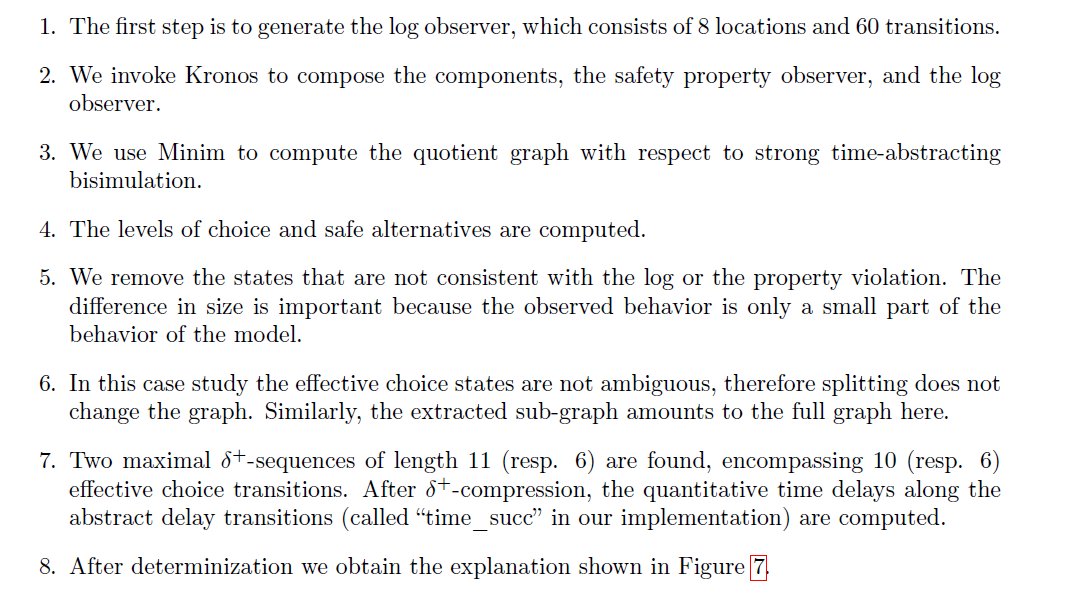 1. The first step is to generate the log observer, which consists of 8 locations and 60 transitions.
2. We invoke Kronos to compose the components, the safety property observer, and the log
observer.
3. We use Minim to compute the quotient graph with respect to strong time-abstracting
bisimulation.
4. The levels of choice and safe alternatives are computed.
5. We remove the states that are not consistent with the log or the property violation. The
difference in size is important because the observed behavior is only a small part of the
behavior of the model.
6. In this case study the effective choice states are not ambiguous, therefore splitting does not
change the graph. Similarly, the extracted sub-graph amounts to the full graph here.
7. Two maximal δ⁺-sequences of length 11 (resp. 6) are found, encompassing 10 (resp. 6)
effective choice transitions. After δ⁺-compression, the quantitative time delays along the
abstract delay transitions (called “time_succ” in our implementation) are computed.
8. After determinization we obtain the explanation shown in Figure 7.